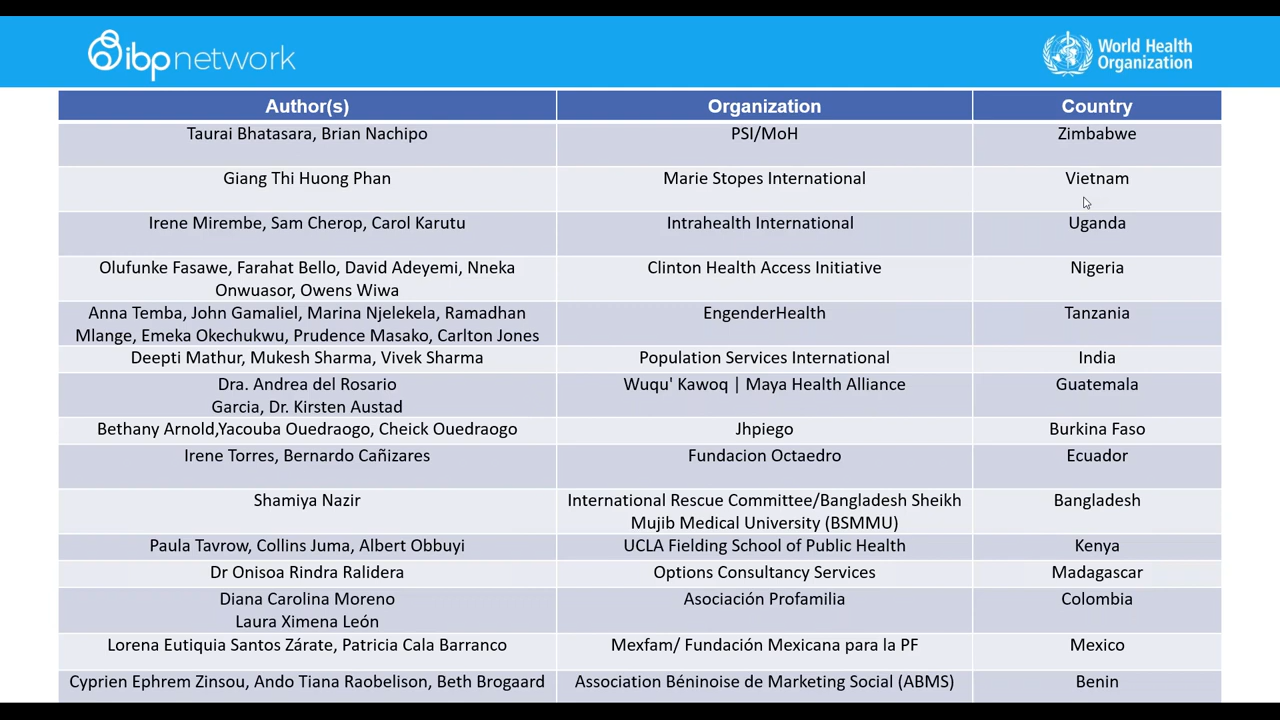 ibpnetwork
World Health
Organization
Author(s) Organization Country
Taurai Bhatasara, Brian Nachipo PSI/MoH Zimbabwe
Giang Thi Huong Phan Marie Stopes International Vietnam
Irene Mirembe, Sam Cherop, Carol Karutu Intrahealth International Uganda
Olufunke Fasawe, Farahat Bello, David Adeyemi, Nneka Clinton Health Access Initiative Nigeria
Onwuasor, Owens Wiwa
Anna Temba, John Gamaliel, Marina Njelekela, Ramadhan EngenderHealth Tanzania
Mlange, Emeka Okechukwu, Prudence Masako, Carlton Jones
Deepti Mathur, Mukesh Sharma, Vivek Sharma Population Services International India
Dra. Andrea del Rosario Wuqu' Kawoq | Maya Health Alliance Guatemala
Garcia, Dr. Kirsten Austad
Bethany Arnold,Yacouba Ouedraogo, Cheick Ouedraogo Jhpiego Burkina Faso
Irene Torres, Bernardo Cañizares Fundacion Octaedro Ecuador
Shamiya Nazir International Rescue Committee/Bangladesh Sheikh Bangladesh
Mujib Medical University (BSMMU)
Paula Tavrow, Collins Juma, Albert Obbuyi UCLA Fielding School of Public Health Kenya
Dr Onisoa Rindra Ralidera Options Consultancy Services Madagascar
Diana Carolina Moreno Asociación Profamilia Colombia
Laura Ximena León
Lorena Eutiquia Santos Zárate, Patricia Cala Barranco Mexfam/ Fundación Mexicana para la PF Mexico
Cyprien Ephrem Zinsou, Ando Tiana Raobelison, Beth Brogaard Association Béninoise de Marketing Social (ABMS) Benin